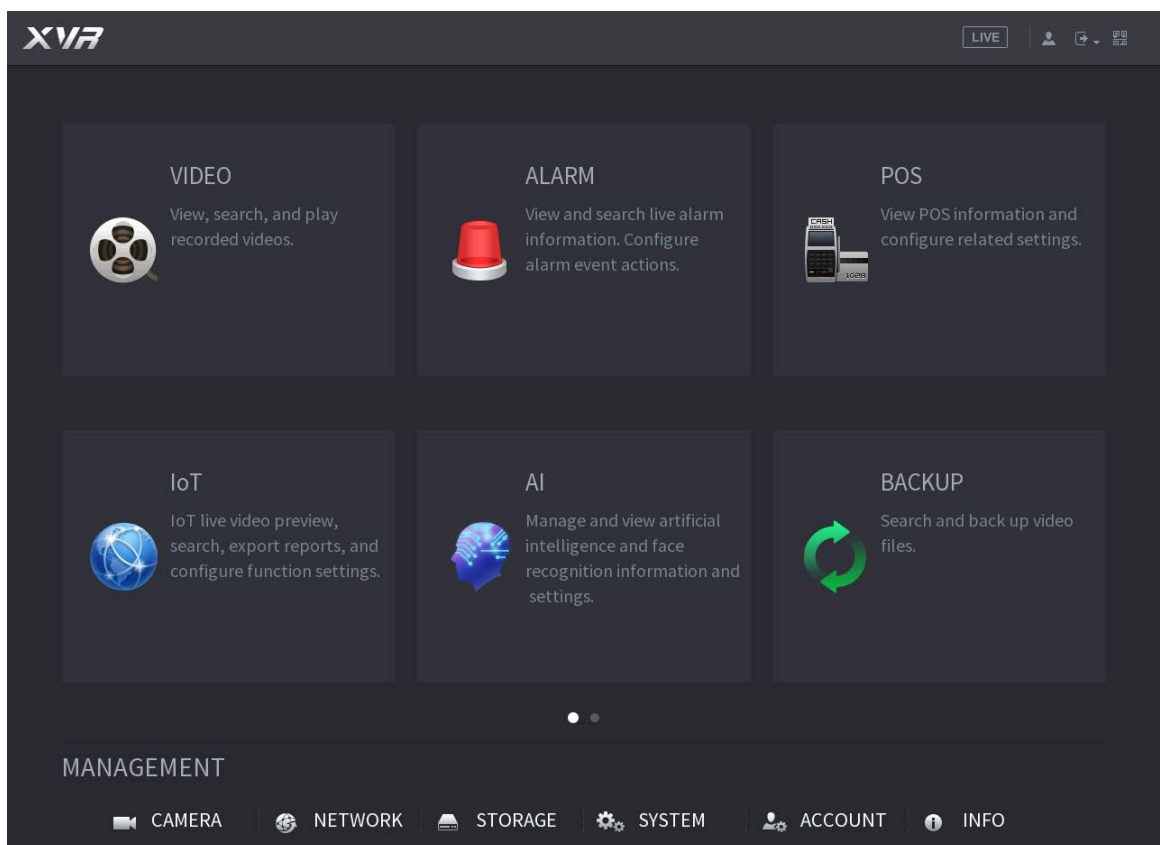 XVR
LIVE
VIDEO
View, search, and play
recorded videos.
ALARM
View and search live alarm
information. Configure
alarm event actions.
POS
View POS information and
configure related settings.
CASH
1028
IoT
IoT live video preview,
search, export reports, and
configure function settings.
AI
Manage and view artificial
intelligence and face
recognition information and
settings.
BACKUP
Search and back up video
files.
MANAGEMENT
CAMERA
NETWORK
STORAGE
SYSTEM
ACCOUNT
INFO